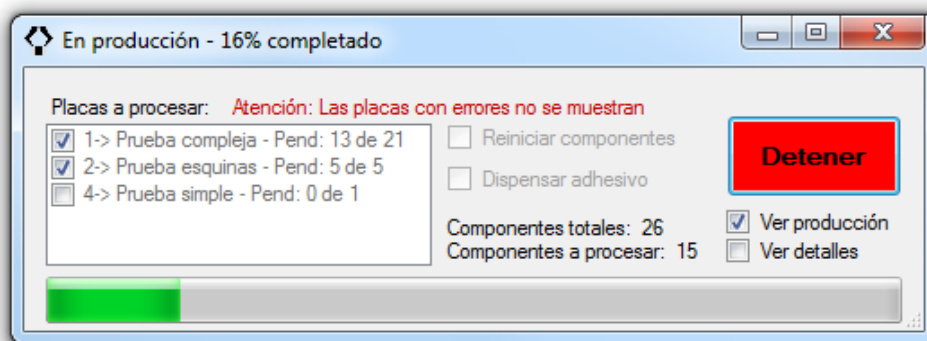 En producción - 16% completado
Placas a procesar: Atención: Las placas con errores no se muestran
1-> Prueba compleja - Pend: 13 de 21
2-> Prueba esquinas - Pend: 5 de 5
4-> Prueba simple - Pend: 0 de 1
Reiniciar componentes
Dispensar adhesivo
Componentes totales: 26
Componentes a procesar: 15
Detener
Ver producción
Ver detalles